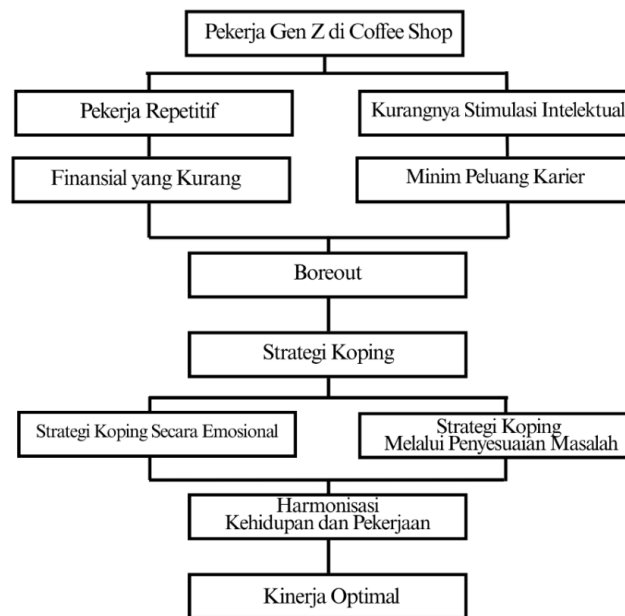 Pekerja Gen Z di Coffee Shop
Pekerja Repetitif
Kurangnya Stimulasi Intelektual
Finansial yang Kurang
Minim Peluang Karier
Boreout
Strategi Koping
Strategi Koping Secara Emosional
Strategi Koping
Melalui Penyesuaian Masalah
Harmonisasi
Kehidupan dan Pekerjaan
Kinerja Optimal